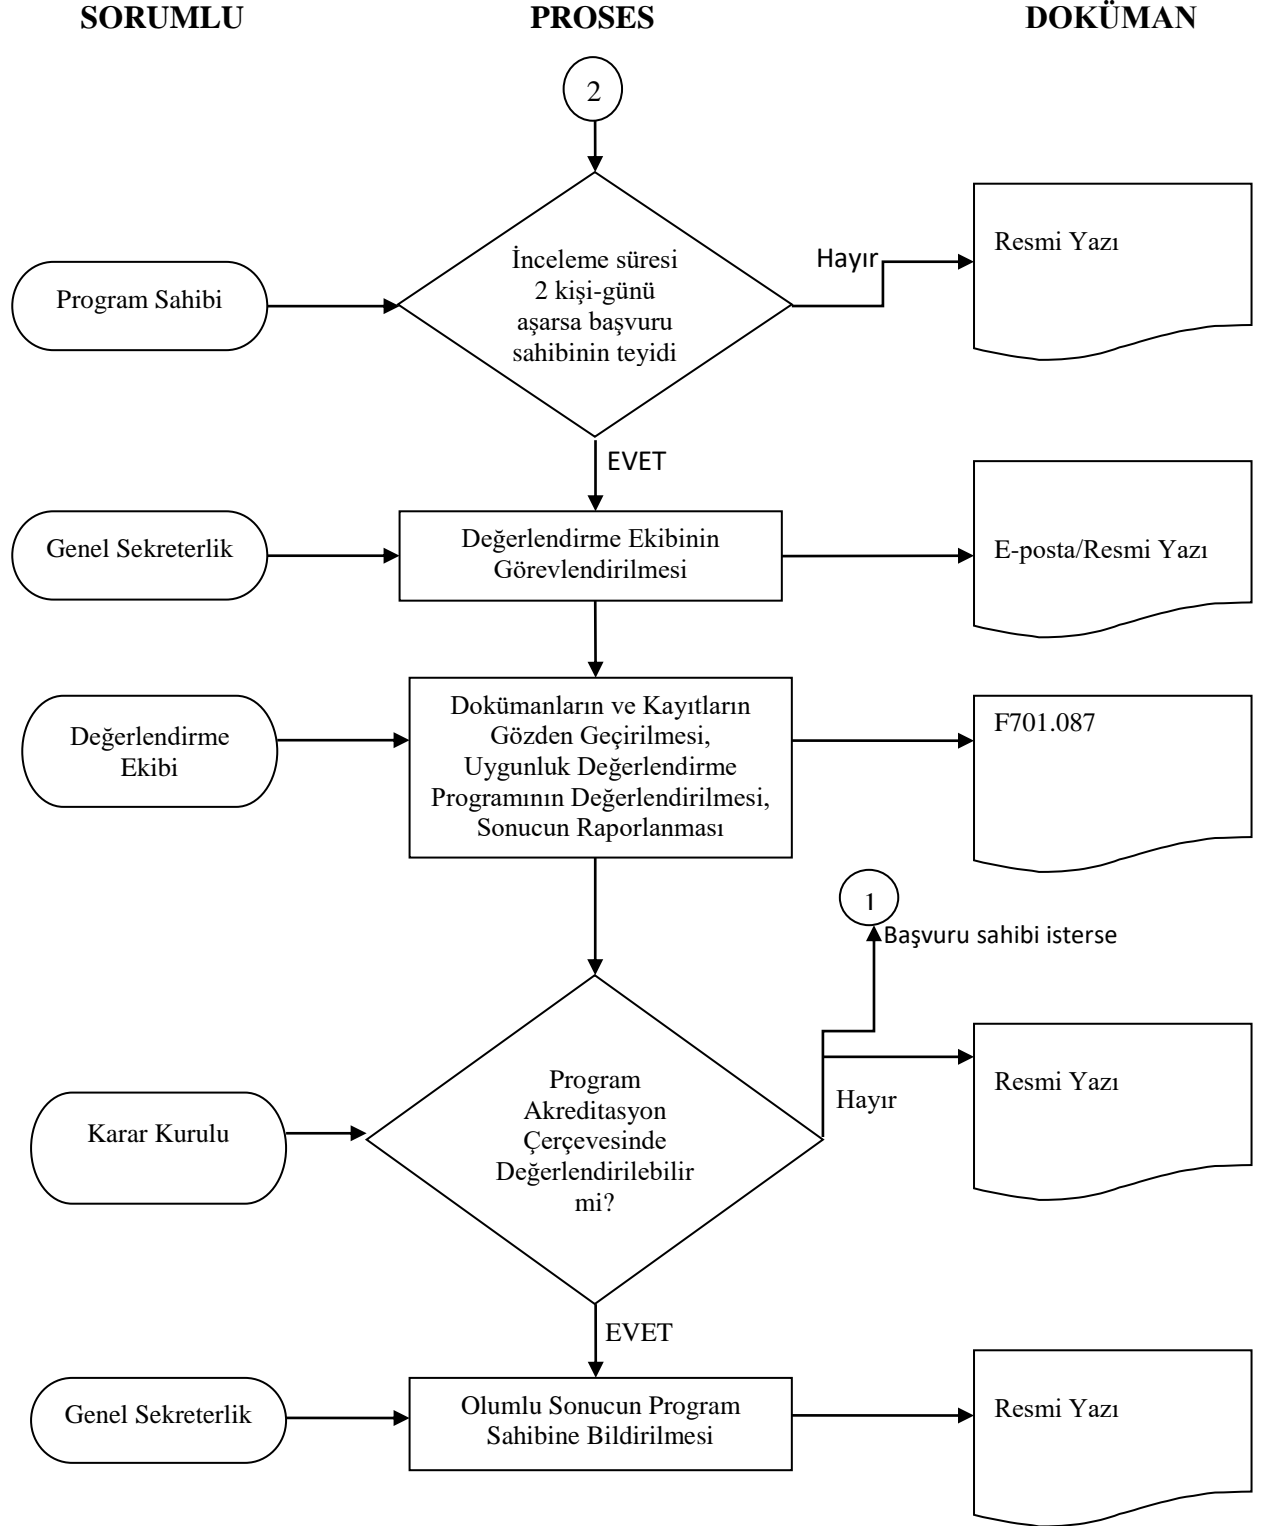 SORUMLU PROSES DOKÜMAN
2
Program Sahibi
İnceleme süresi
2 kişi-günü
aşarsa başvuru
sahibinin teyidi
Hayır
Resmi Yazı
EVET
Genel Sekreterlik
Değerlendirme Ekibinin
Görevlendirilmesi
E-posta/Resmi Yazı
Değerlendirme
Ekibi
Dokümanların ve Kayıtların
Gözden Geçirilmesi,
Uygunluk Değerlendirme
Programının Değerlendirilmesi,
Sonucun Raporlanması
F701.087
1
Başvuru sahibi isterse
Karar Kurulu
Program
Akreditasyon
Çerçevesinde
Değerlendirilebilir
mi?
Hayır
Resmi Yazı
EVET
Genel Sekreterlik
Olumlu Sonucun Program
Sahibine Bildirilmesi
Resmi Yazı